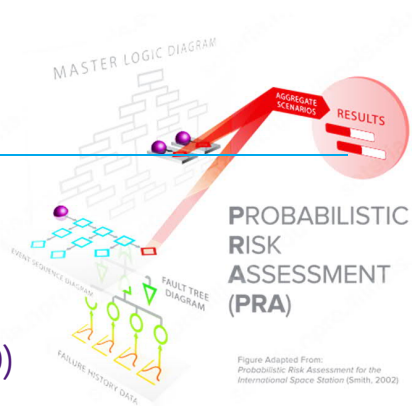 MASTER LOGIC DIAGRAM
AGGREGATE
SCENARIOS
RESULTS
PROBABILISTIC
RISK
ASSESSMENT
(PRA)
EVENT SEQUENCE DIAGRAM
FAULT TREE
DIAGRAM
FAILURE HISTORY DATA
Figure Adapted From:
Probabilistic Risk Assessment for the
International Space Station (Smith, 2002)
)